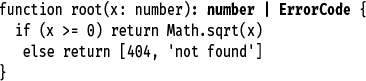 function root(x: number): number | ErrorCode {
if (x >= 0) return Math.sqrt(x)
else return [404, 'not found']
}